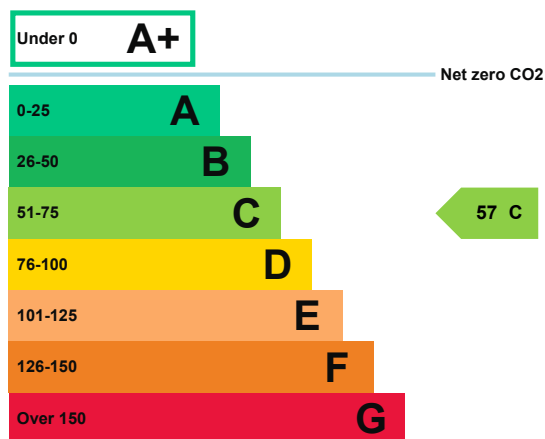 Under 0 A+
Net zero CO2
0-25 A
26-50 B
51-75 C
57 C
76-100 D
101-125 E
126-150 F
Over 150 G